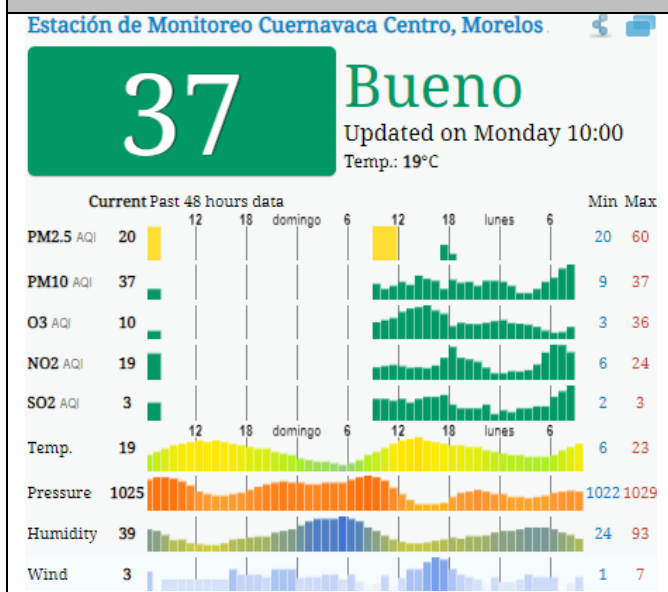 Estación de Monitoreo Cuernavaca Centro, Morelos .
37
Bueno
Updated on Monday 10:00
Temp.: 19°C
Current Past 48 hours data Min Max
12 18 domingo 6 12 18 lunes 6
PM2.5 AQI 20 20 60
PM10 AQI 37 9 37
O3 AQI 10 3 36
NO2 AQI 19 6 24
SO2 AQI 3 2 3
12 18 domingo 6 12 18 lunes 6
Temp. 19 6 23
Pressure 1025 1022 1029
Humidity 39 24 93
Wind 3 1 7